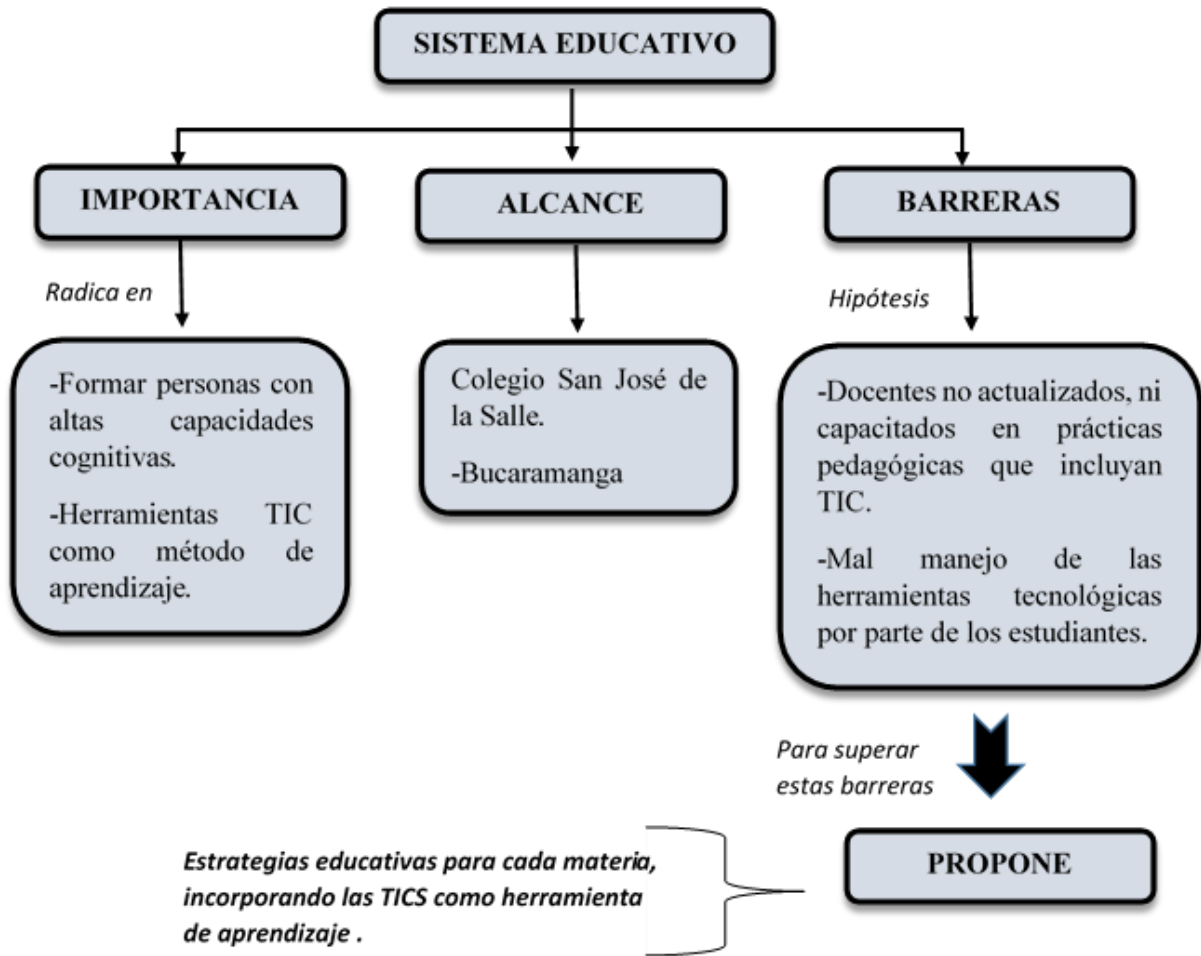 SISTEMA EDUCATIVO
IMPORTANCIA
ALCANCE
BARRERAS
Radica en
Hipótesis
-Formar personas con
altas capacidades
cognitivas.
-Herramientas TIC
como método de
aprendizaje.
Colegio San José de
la Salle.
-Bucaramanga
-Docentes no actualizados, ni
capacitados en prácticas
pedagógicas que incluyan
TIC.
-Mal manejo de las
herramientas tecnológicas
por parte de los estudiantes.
Para superar
estas barreras
PROPONE
Estrategias educativas para cada materia,
incorporando las TICS como herramienta
de aprendizaje .